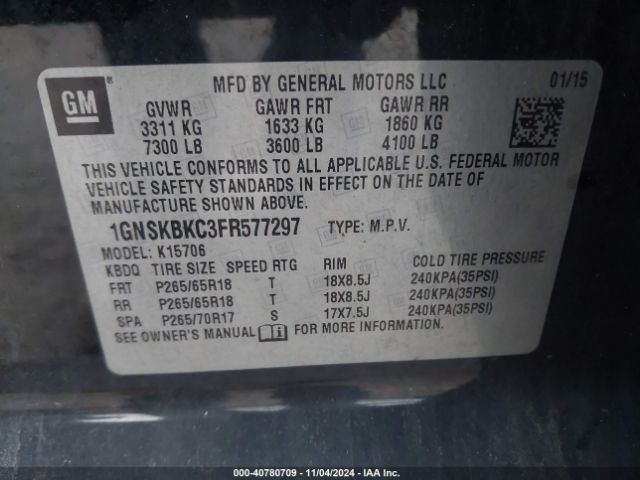 GM
MFD BY GENERAL MOTORS LLC 01/15
GVWR GAWR FRT GAWR RR
3311 KG 1633 KG 1860 KG
7300 LB 3600 LB 4100 LB
THIS VEHICLE CONFORMS TO ALL APPLICABLE U.S. FEDERAL MOTOR
VEHICLE SAFETY STANDARDS IN EFFECT ON THE DATE OF
MANUFACTURE SHOWN ABOVE.
1GNSKBKC3FR577297 TYPE: M.P.V.
MODEL: K15706
KBDQ TIRE SIZE SPEED RTG RIM COLD TIRE PRESSURE
FRT P265/65R18 T 18X8.5J 240KPA(35PSI)
RR P265/65R18 T 18X8.5J 240KPA(35PSI)
SPA P265/70R17 S 17X7.5J 240KPA(35PSI)
SEE OWNER'S MANUAL FOR MORE INFORMATION.
000-40780709 - 11/04/2024 - IAAI.COM